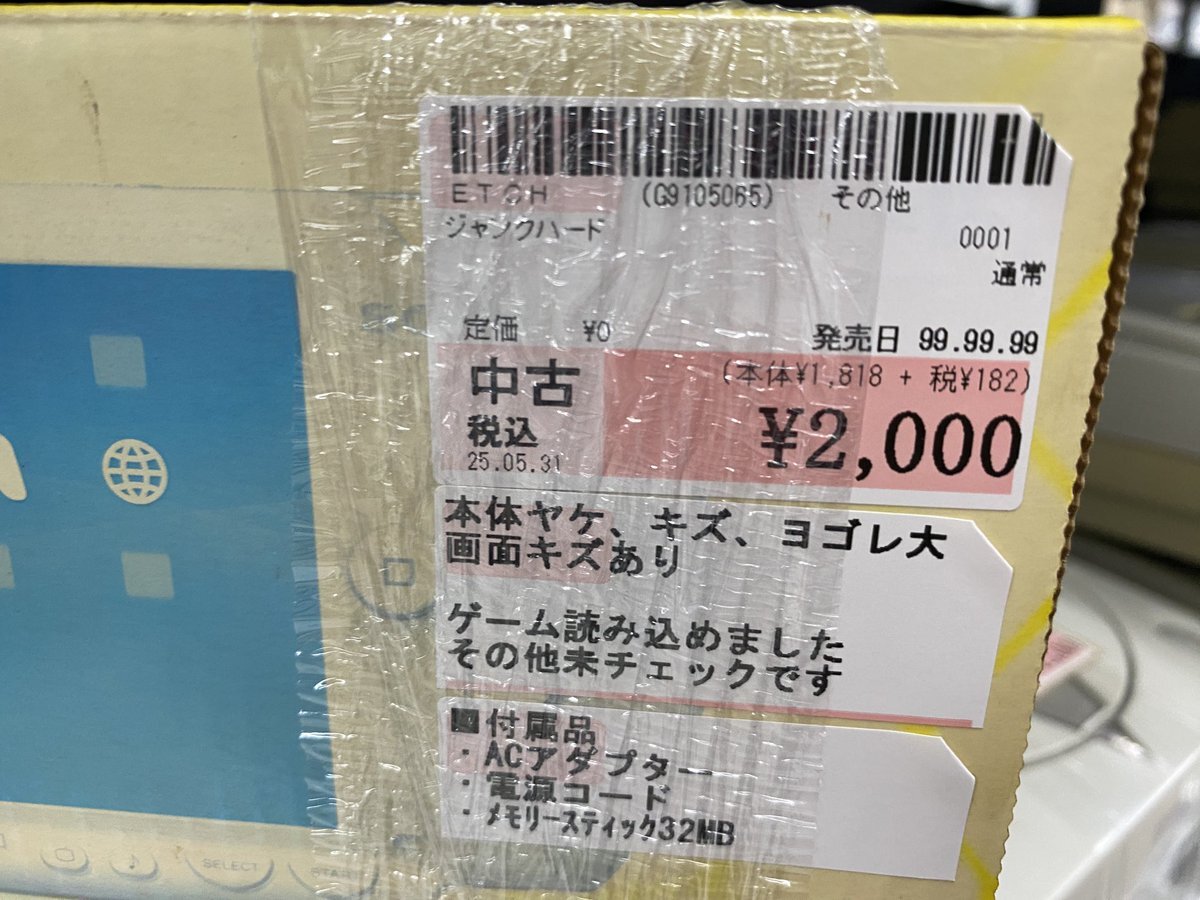 ETCH (G9105065) その他
ジャンクハード
0001
通常
定価 ¥0 発売日 99.99.99
中古 (本体¥1,818 + 税¥182)
税込 ¥2,000
25.05.31
本体ヤケ、キズ、ヨゴレ大
画面キズあり
ゲーム読み込めました
その他未チェックです
■付属品
・ACアダプター
・電源コード
・メモリースティック32MB
SELECT START